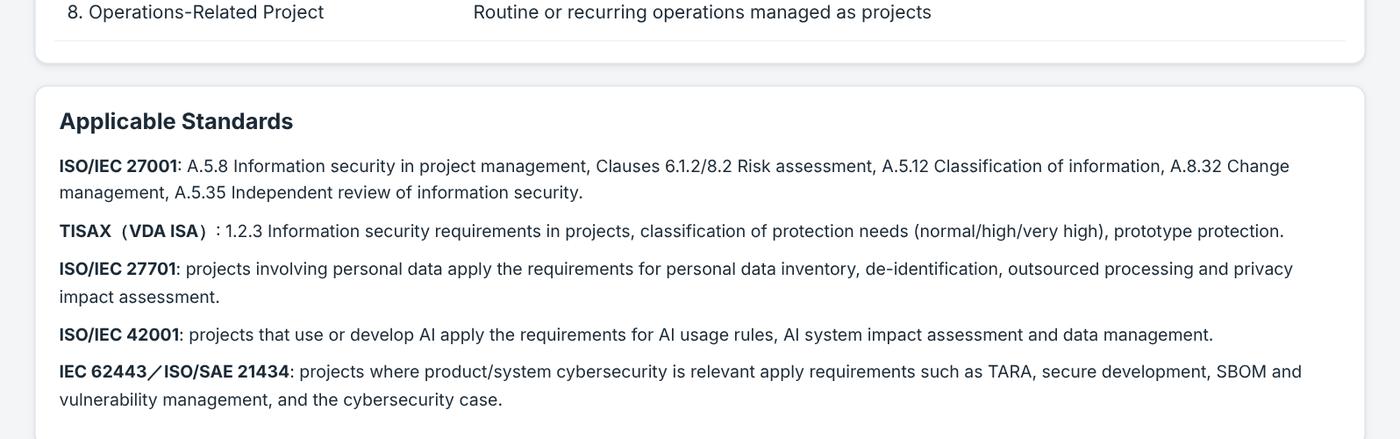 8. Operations-Related Project Routine or recurring operations managed as projects
Applicable Standards
ISO/IEC 27001: A.5.8 Information security in project management, Clauses 6.1.2/8.2 Risk assessment, A.5.12 Classification of information, A.8.32 Change
management, A.5.35 Independent review of information security.
TISAX（VDA ISA）: 1.2.3 Information security requirements in projects, classification of protection needs (normal/high/very high), prototype protection.
ISO/IEC 27701: projects involving personal data apply the requirements for personal data inventory, de-identification, outsourced processing and privacy
impact assessment.
ISO/IEC 42001: projects that use or develop AI apply the requirements for AI usage rules, AI system impact assessment and data management.
IEC 62443／ISO/SAE 21434: projects where product/system cybersecurity is relevant apply requirements such as TARA, secure development, SBOM and
vulnerability management, and the cybersecurity case.